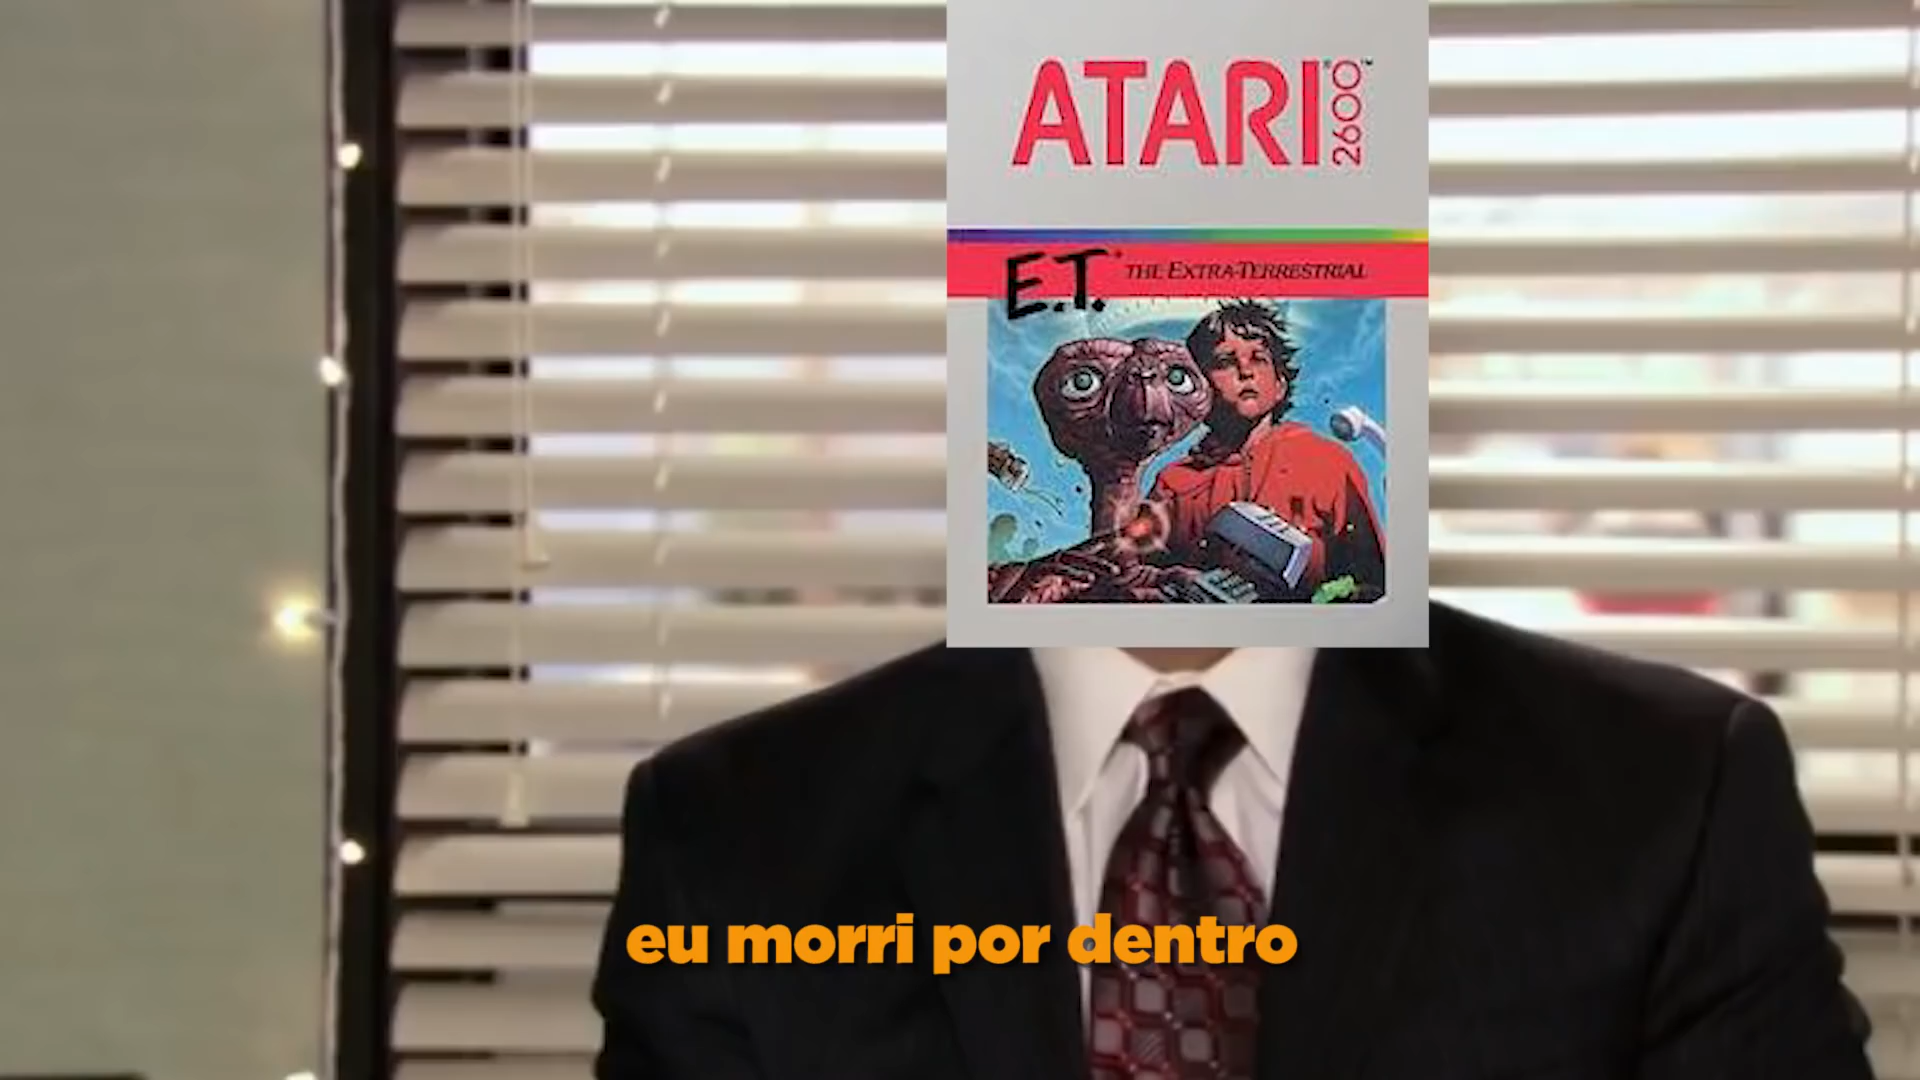 ATARI 2600
E.T. THE EXTRA-TERRESTRIAL
eu morri por dentro